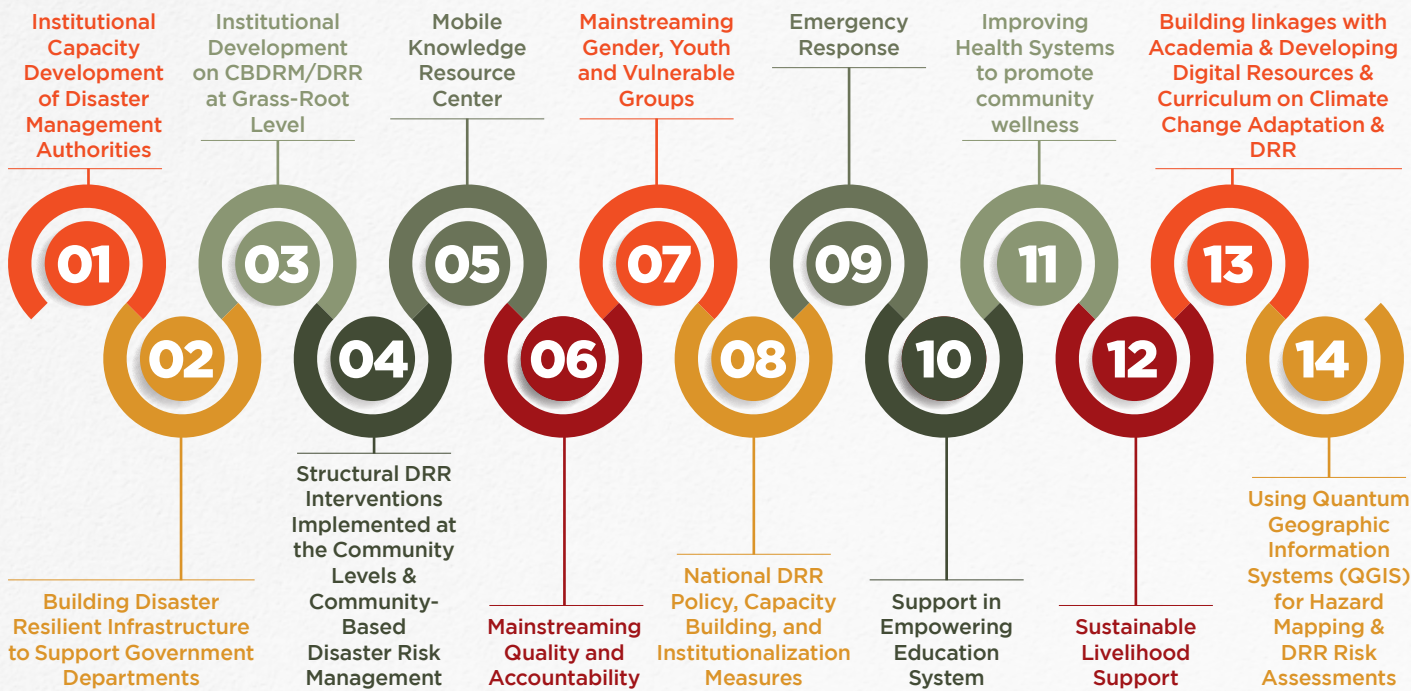 Institutional
Capacity
Development
of Disaster
Management
Authorities
01
Building Disaster
Resilient Infrastructure
to Support Government
Departments
02
Institutional
Development
on CBDRM/DRR
at Grass-Root
Level
03
Structural DRR
Interventions
Implemented at
the Community
Levels &
Community-
Based
Disaster Risk
Management
04
Mobile
Knowledge
Resource
Center
05
Mainstreaming
Quality and
Accountability
06
Mainstreaming
Gender, Youth
and Vulnerable
Groups
07
National DRR
Policy, Capacity
Building, and
Institutionalization
Measures
08
Emergency
Response
09
Support in
Empowering
Education
System
10
Improving
Health Systems
to promote
community
wellness
11
Sustainable
Livelihood
Support
12
Building linkages with
Academia & Developing
Digital Resources &
Curriculum on Climate
Change Adaptation &
DRR
13
Using Quantum
Geographic
Information
Systems (QGIS)
for Hazard
Mapping &
DRR Risk
Assessments
14